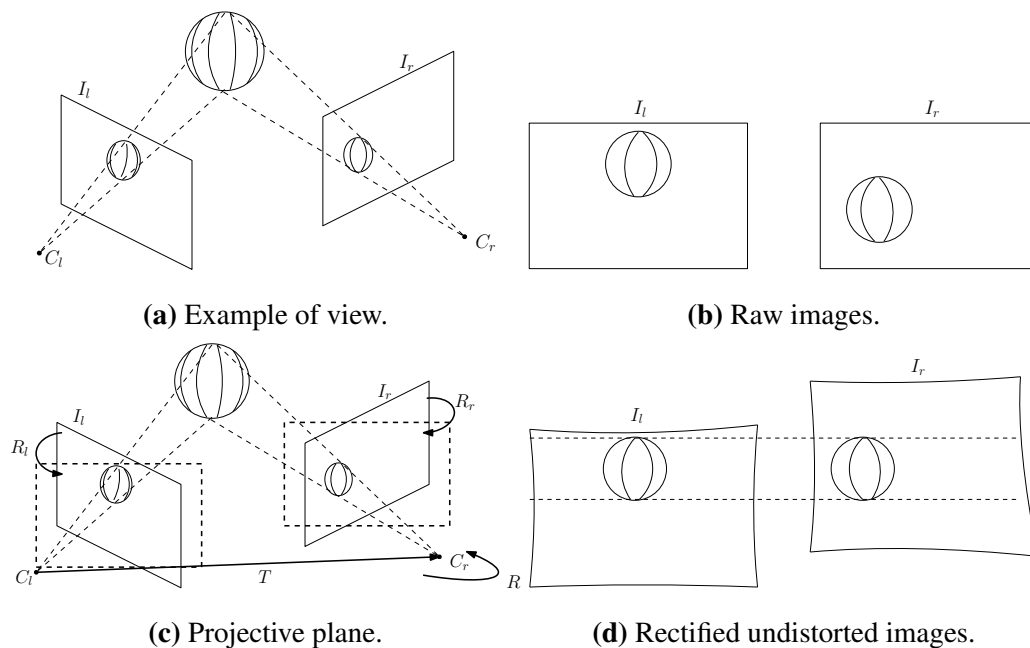 I_l
I_r
C_l
C_r
(a) Example of view.
I_l
I_r
(b) Raw images.
I_l
I_r
R_l
R_r
C_l
T
C_r
R
(c) Projective plane.
I_l
I_r
(d) Rectified undistorted images.